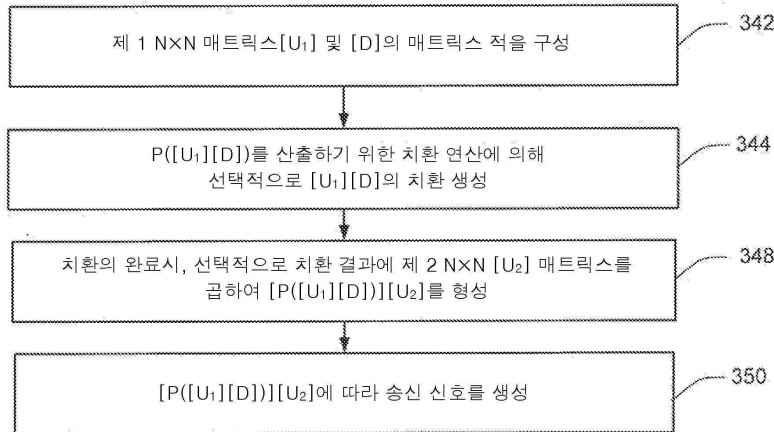 제 1 N×N 매트릭스[U₁] 및 [D]의 매트릭스 적을 구성
342
P([U₁][D])를 산출하기 위한 치환 연산에 의해
선택적으로 [U₁][D]의 치환 생성
344
치환의 완료시, 선택적으로 치환 결과에 제 2 N×N [U₂] 매트릭스를
곱하여 [P([U₁][D])][U₂]를 형성
348
[P([U₁][D])][U₂]에 따라 송신 신호를 생성
350